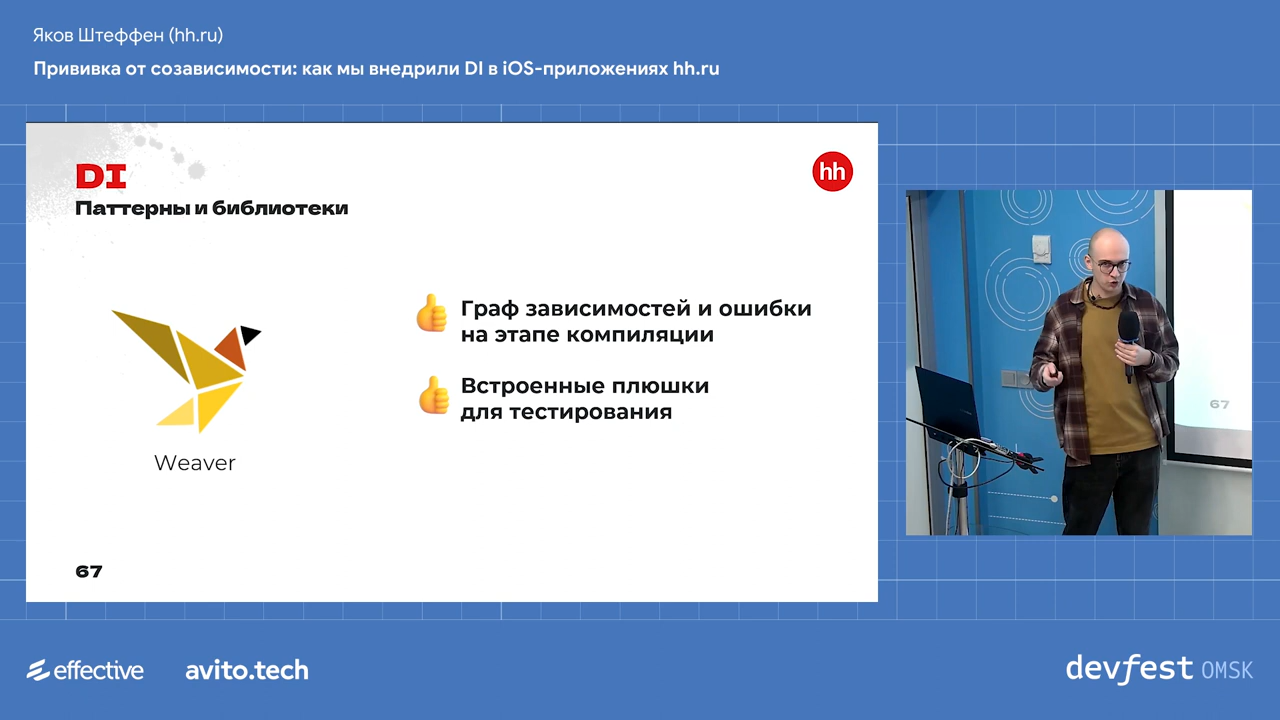 Яков Штеффен (hh.ru)
Прививка от созависимости: как мы внедрили DI в iOS-приложениях hh.ru
DI
Паттерны и библиотеки
hh
Граф зависимостей и ошибки
на этапе компиляции
Встроенные плюшки
для тестирования
Weaver
67
67
effective
avito.tech
devfest OMSK